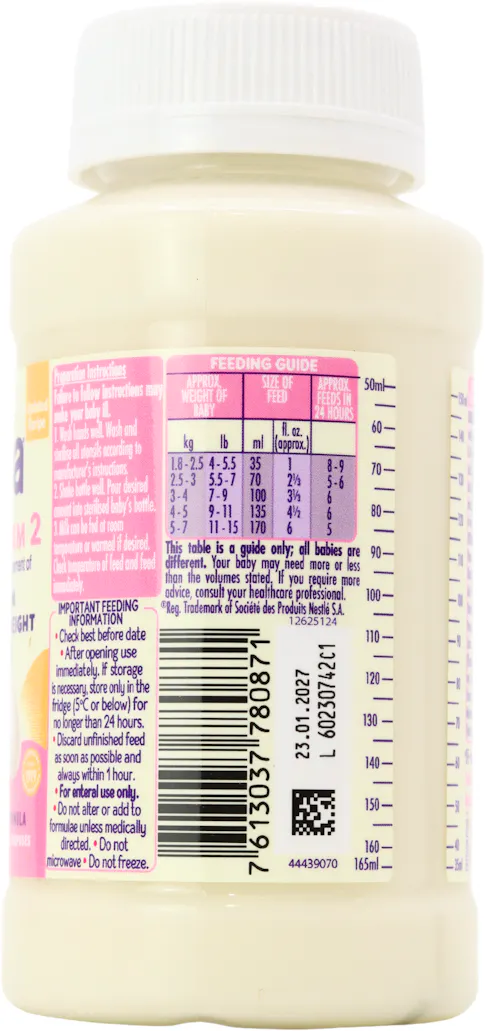 a
M 2
ment of
EIGHT
ILA
Preparation Instructions
Failure to follow Instructions may
make your baby ill.
1. Wash hands well. Wash and
sterilise all utensils according to
manufacturer's instructions.
2. Shake bottle well. Pour desired
amount into sterilised baby's bottle.
3. Milk can be fed at room
temperature or warmed if desired.
Check temperature of feed and feed
immediately.
IMPORTANT FEEDING
INFORMATION
• Check best before date
• After opening use
immediately. If storage
is necessary, store only in the
fridge (5°C or below) for
no longer than 24 hours.
• Discard unfinished feed
as soon as possible and
always within 1 hour.
• For enteral use only.
• Do not alter or add to
formulae unless medically
directed. • Do not
microwave • Do not freeze.
FEEDING GUIDE
APPROX. WEIGHT OF BABY SIZE OF FEED APPROX. FEEDS IN 24 HOURS
kg lb ml fl. oz. (approx.)
1.8-2.5 4-5.5 35 1 8-9
2.5-3 5.5-7 70 2⅓ 5-6
3-4 7-9 100 3⅓ 6
4-5 9-11 135 4½ 6
5-7 11-15 170 6 5
This table is a guide only; all babies are
different. Your baby may need more or less
than the volumes stated. If you require more
advice, consult your healthcare professional.
®Reg. Trademark of Société des Produits Nestlé S.A.
12625124
7 613037 780871
23.01.2027
L 60230742C1
44439070
50ml
60
70
80
90
100
110
120
130
140
150
160
165ml